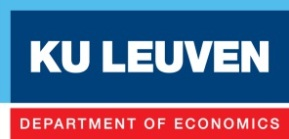 KU LEUVEN
DEPARTMENT OF ECONOMICS